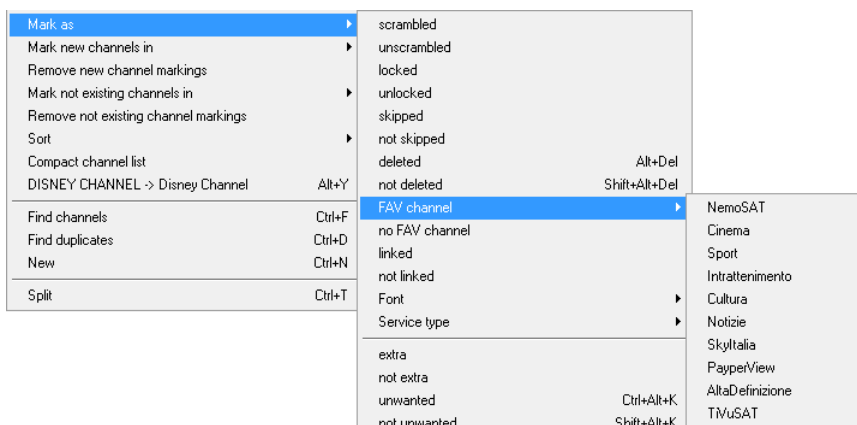 Mark as
Mark new channels in
Remove new channel markings
Mark not existing channels in
Remove not existing channel markings
Sort
Compact channel list
DISNEY CHANNEL -> Disney Channel Alt+Y
Find channels Ctrl+F
Find duplicates Ctrl+D
New Ctrl+N
Split Ctrl+T
scrambled
unscrambled
locked
unlocked
skipped
not skipped
deleted Alt+Del
not deleted Shift+Alt+Del
FAV channel
no FAV channel
linked
not linked
Font
Service type
extra
not extra
unwanted Ctrl+Alt+K
not unwanted Shift+Alt+K
NemoSAT
Cinema
Sport
Intrattenimento
Cultura
Notizie
SkyItalia
PayperView
AltaDefinizione
TiVuSAT